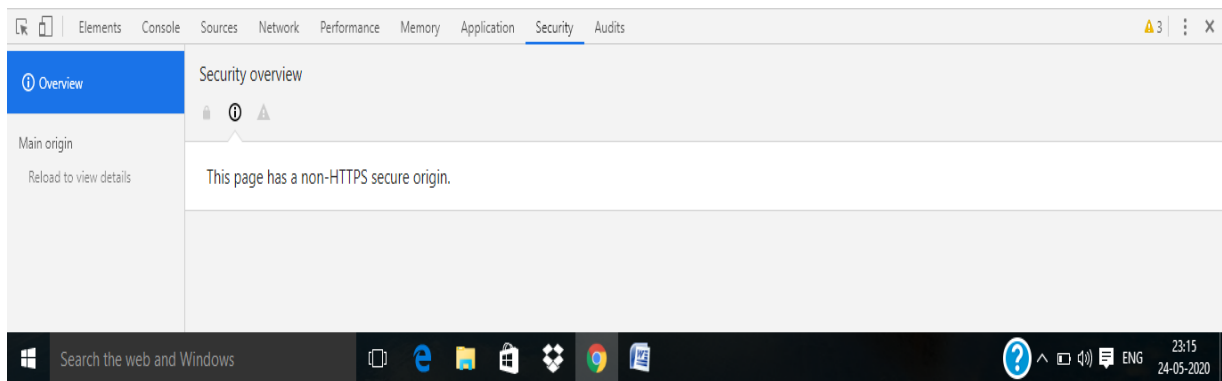 Elements Console Sources Network Performance Memory Application Security Audits 3
Overview
Main origin
Reload to view details
Security overview
This page has a non-HTTPS secure origin.
Search the web and Windows
ENG
23:15
24-05-2020